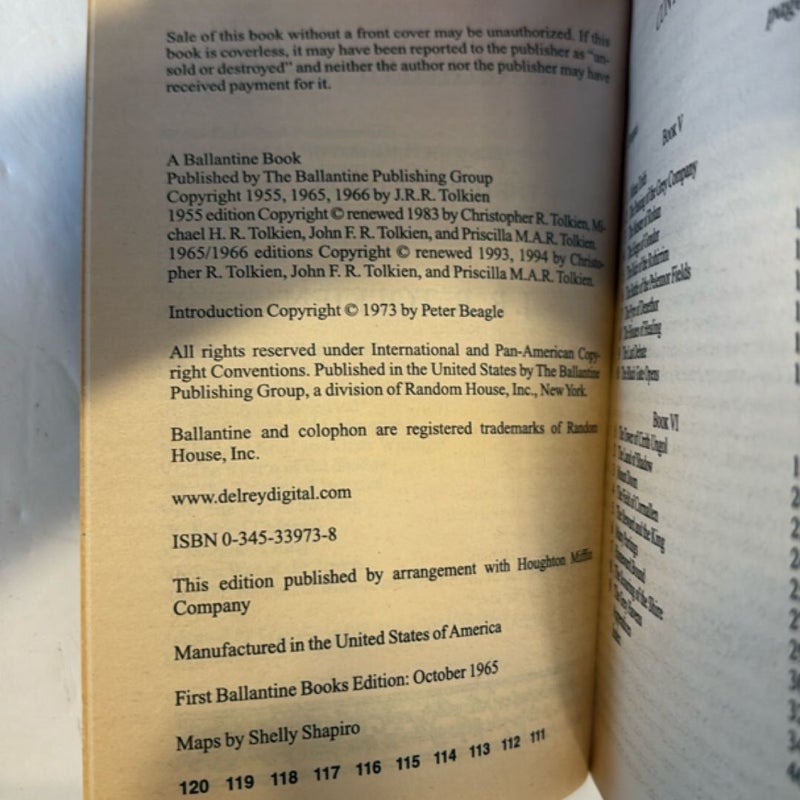 Sale of this book without a front cover may be unauthorized. If this
book is coverless, it may have been reported to the publisher as “un-
sold or destroyed” and neither the author nor the publisher may have
received payment for it.
A Ballantine Book
Published by The Ballantine Publishing Group
Copyright 1955, 1965, 1966 by J.R.R. Tolkien
1955 edition Copyright © renewed 1983 by Christopher R. Tolkien, Mi-
chael H. R. Tolkien, John F. R. Tolkien, and Priscilla M.A.R. Tolkien.
1965/1966 editions Copyright © renewed 1993, 1994 by Christo-
pher R. Tolkien, John F. R. Tolkien, and Priscilla M.A.R. Tolkien.
Introduction Copyright © 1973 by Peter Beagle
All rights reserved under International and Pan-American Copy-
right Conventions. Published in the United States by The Ballantine
Publishing Group, a division of Random House, Inc., New York.
Ballantine and colophon are registered trademarks of Random
House, Inc.
www.delreydigital.com
ISBN 0-345-33973-8
This edition published by arrangement with Houghton Mifflin
Company
Manufactured in the United States of America
First Ballantine Books Edition: October 1965
Maps by Shelly Shapiro
120 119 118 117 116 115 114 113 112 111
Book V
The Passing of the Grey Company
The Muster of Rohan
The Siege of Gondor
The Ride of the Rohirrim
The Battle of the Pelennor Fields
The Pyre of Denethor
The Houses of Healing
The Last Debate
The Black Gate Opens
Book VI
The Tower of Cirith Ungol
The Land of Shadow
Mount Doom
The Field of Cormallen
The Steward and the King
Many Partings
Homeward Bound
The Scouring of the Shire
The Grey Havens